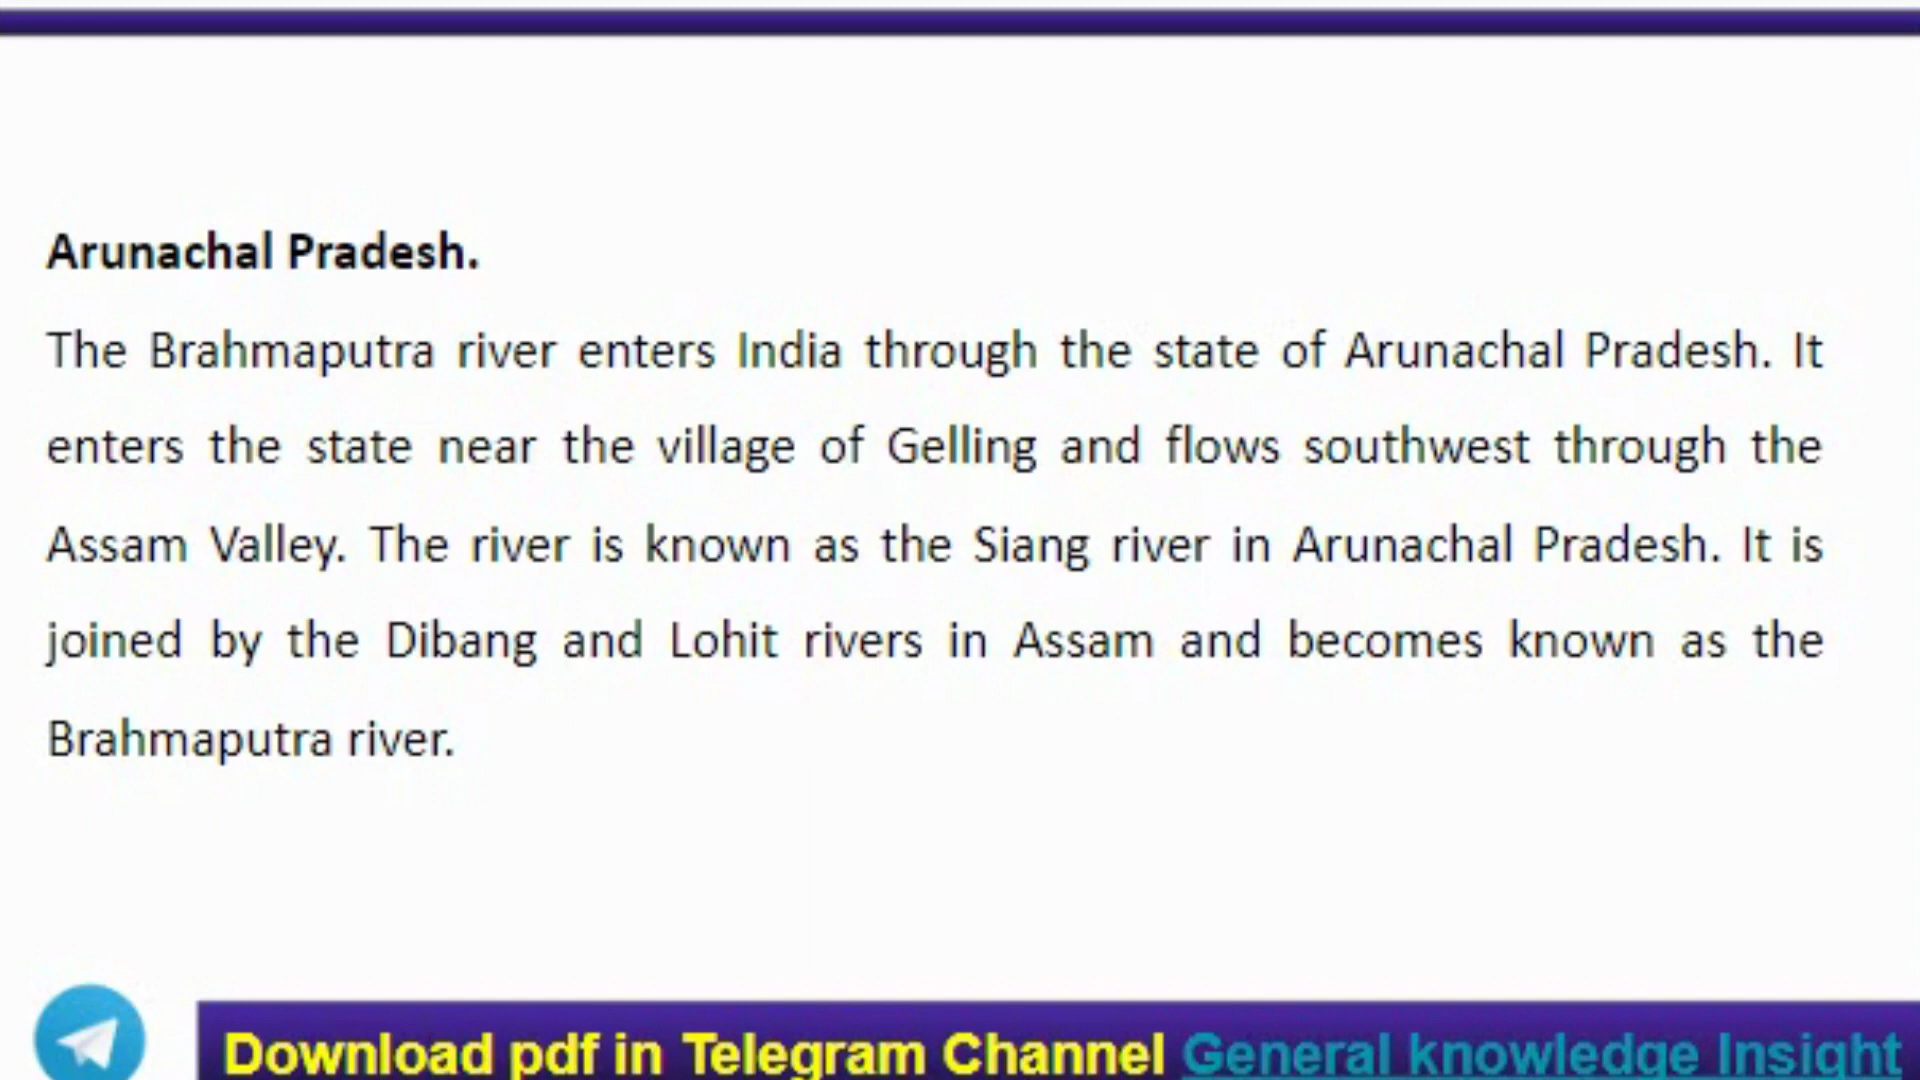 Arunachal Pradesh.
The Brahmaputra river enters India through the state of Arunachal Pradesh. It
enters the state near the village of Gelling and flows southwest through the
Assam Valley. The river is known as the Siang river in Arunachal Pradesh. It is
joined by the Dibang and Lohit rivers in Assam and becomes known as the
Brahmaputra river.
Download pdf in Telegram Channel General knowledge Insight